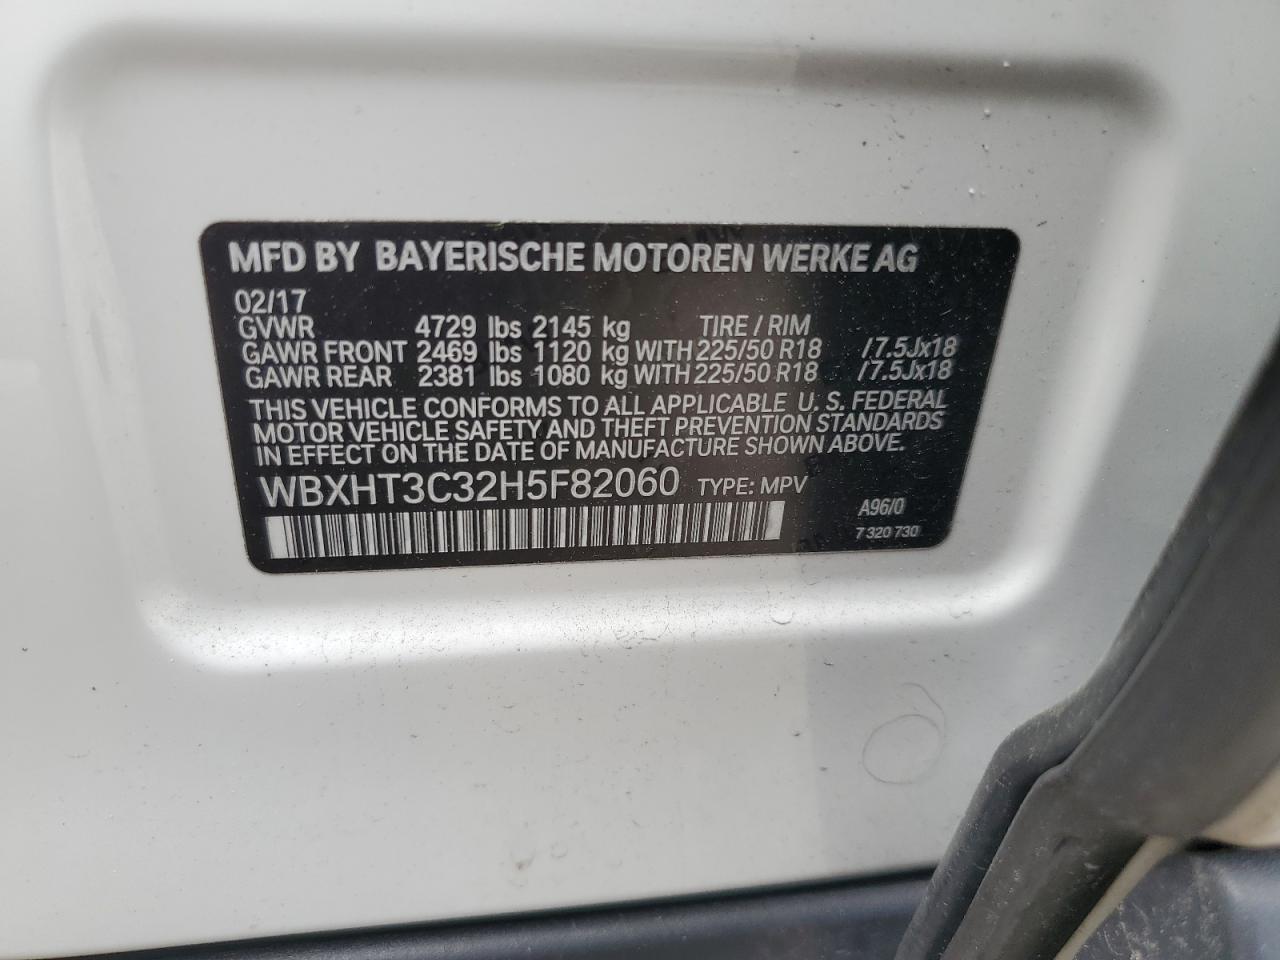 MFD BY BAYERISCHE MOTOREN WERKE AG
02/17
GVWR 4729 lbs 2145 kg TIRE / RIM
GAWR FRONT 2469 lbs 1120 kg WITH 225/50 R18 /7.5Jx18
GAWR REAR 2381 lbs 1080 kg WITH 225/50 R18 /7.5Jx18
THIS VEHICLE CONFORMS TO ALL APPLICABLE U. S. FEDERAL
MOTOR VEHICLE SAFETY AND THEFT PREVENTION STANDARDS
IN EFFECT ON THE DATE OF MANUFACTURE SHOWN ABOVE.
WBXHT3C32H5F82060 TYPE: MPV
A96/0
7 320 730